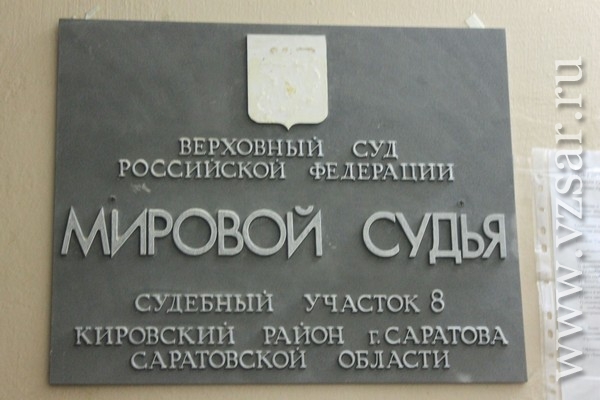 ВЕРХОВНЫЙ СУД
РОССИЙСКОЙ ФЕДЕРАЦИИ
МИРОВОЙ СУДЬЯ
СУДЕБНЫЙ УЧАСТОК 8
КИРОВСКИЙ РАЙОН г. САРАТОВА
САРАТОВСКОЙ ОБЛАСТИ
www.vzsar.ru